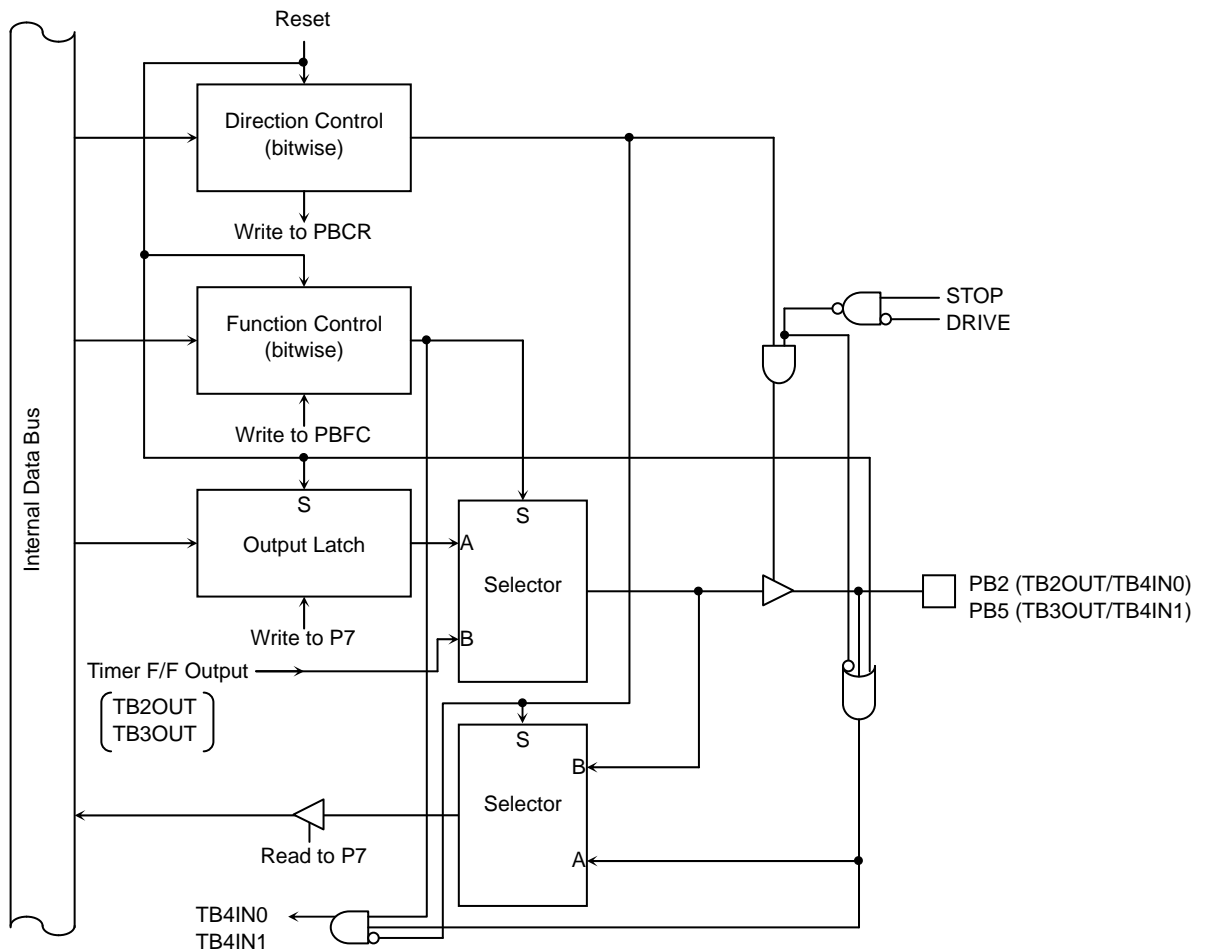 Reset
Direction Control
(bitwise)
Write to PBCR
Function Control
(bitwise)
STOP
DRIVE
Write to PBFC
Internal Data Bus
S
Output Latch
S
A
Selector
B
PB2 (TB2OUT/TB4IN0)
PB5 (TB3OUT/TB4IN1)
Write to P7
Timer F/F Output
TB2OUT
TB3OUT
S
B
Selector
A
Read to P7
TB4IN0
TB4IN1